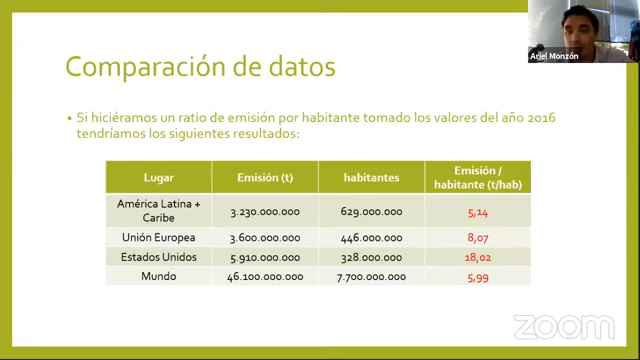 Ariel Monzón
Comparación de datos
• Si hiciéramos un ratio de emisión por habitante tomado los valores del año 2016
tendríamos los siguientes resultados:
Lugar Emisión (t) habitantes Emisión / habitante (t/hab)
América Latina + Caribe 3.230.000.000 629.000.000 5,14
Unión Europea 3.600.000.000 446.000.000 8,07
Estados Unidos 5.910.000.000 328.000.000 18,02
Mundo 46.100.000.000 7.700.000.000 5,99
zoom